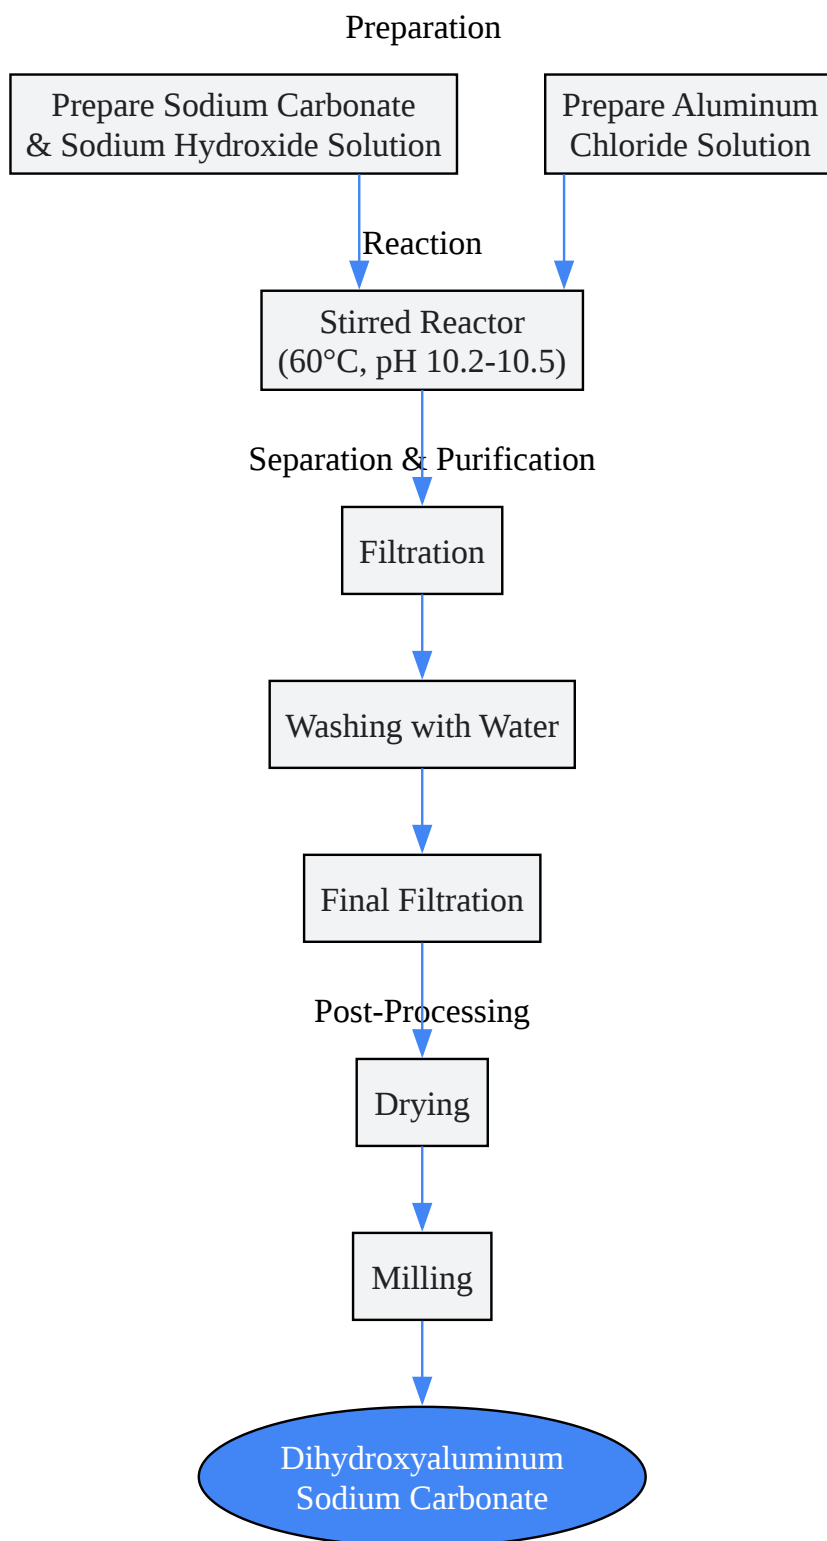 Preparation
Prepare Sodium Carbonate
& Sodium Hydroxide Solution
Prepare Aluminum
Chloride Solution
Reaction
Stirred Reactor
(60°C, pH 10.2-10.5)
Separation & Purification
Filtration
Washing with Water
Final Filtration
Post-Processing
Drying
Milling
Dihydroxyaluminum
Sodium Carbonate